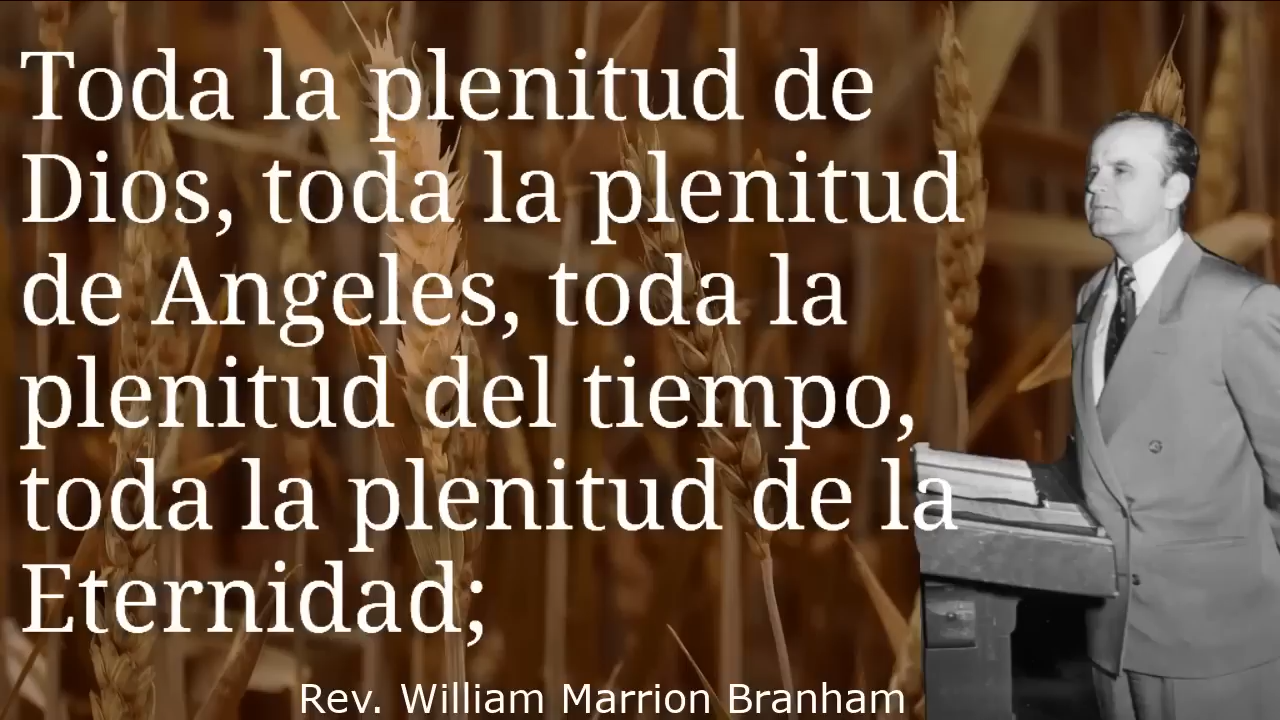 Toda la plenitud de
Dios, toda la plenitud
de Angeles, toda la
plenitud del tiempo,
toda la plenitud de la
Eternidad;
Rev. William Marrion Branham